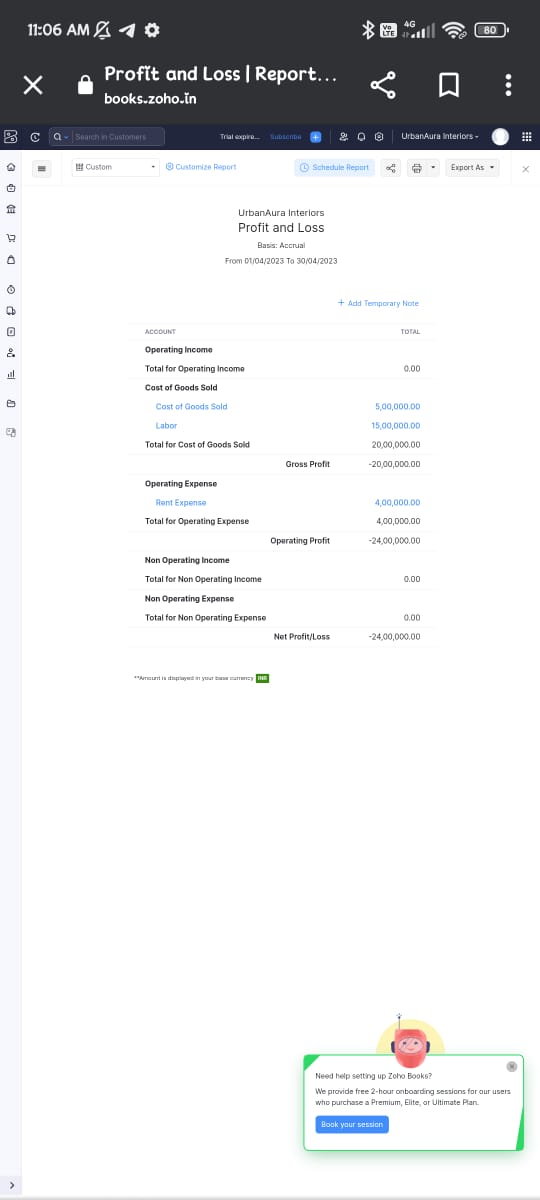 11:06 AM
Vo LTE 4G 80
Profit and Loss | Report...
books.zoho.in
Search in Customers
Trial expire... Subscribe
UrbanAura Interiors
Custom
Customize Report
Schedule Report
Export As
UrbanAura Interiors
Profit and Loss
Basis: Accrual
From 01/04/2023 To 30/04/2023
+ Add Temporary Note
ACCOUNT TOTAL
Operating Income
Total for Operating Income 0.00
Cost of Goods Sold
Cost of Goods Sold 5,00,000.00
Labor 15,00,000.00
Total for Cost of Goods Sold 20,00,000.00
Gross Profit -20,00,000.00
Operating Expense
Rent Expense 4,00,000.00
Total for Operating Expense 4,00,000.00
Operating Profit -24,00,000.00
Non Operating Income
Total for Non Operating Income 0.00
Non Operating Expense
Total for Non Operating Expense 0.00
Net Profit/Loss -24,00,000.00
**Amount is displayed in your base currency INR
Need help setting up Zoho Books?
We provide free 2-hour onboarding sessions for our users
who purchase a Premium, Elite, or Ultimate Plan.
Book your session